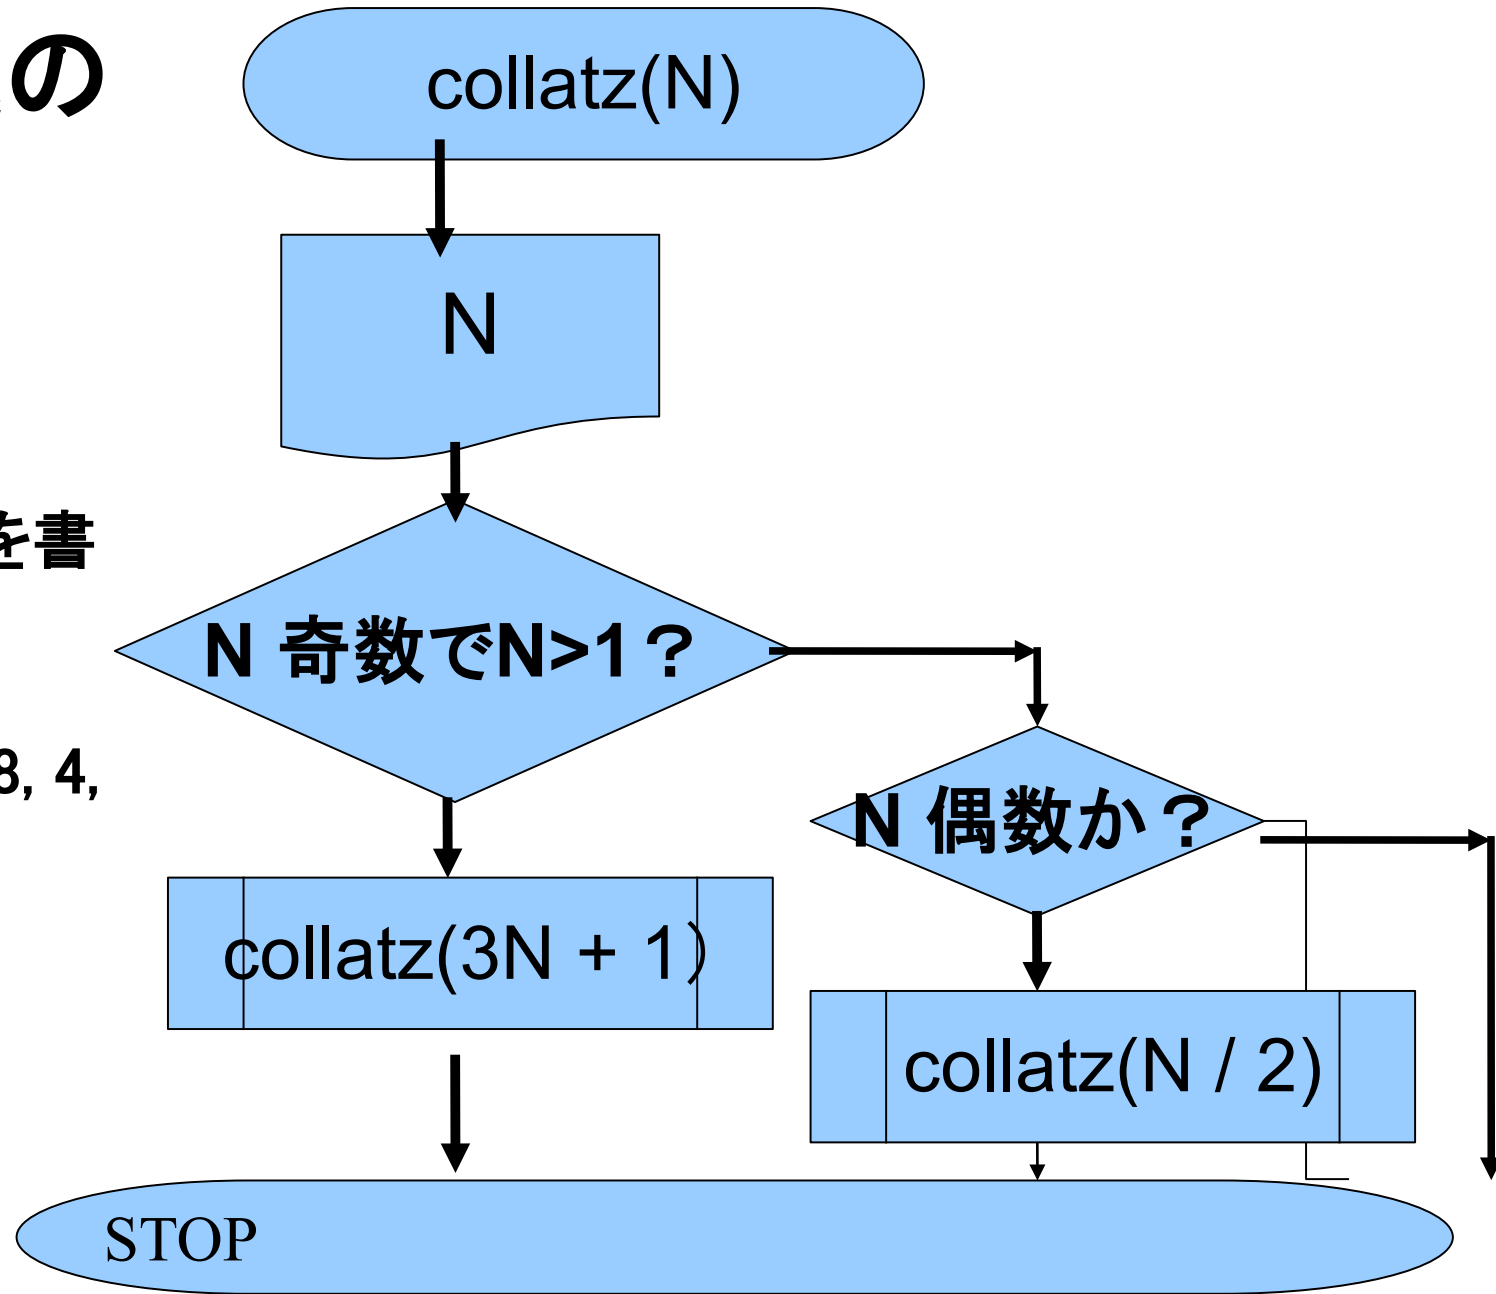 の
collatz(N)
N
を書
N 奇数でN>1？
8, 4,
N 偶数か？
collatz(3N + 1）
collatz(N / 2)
STOP